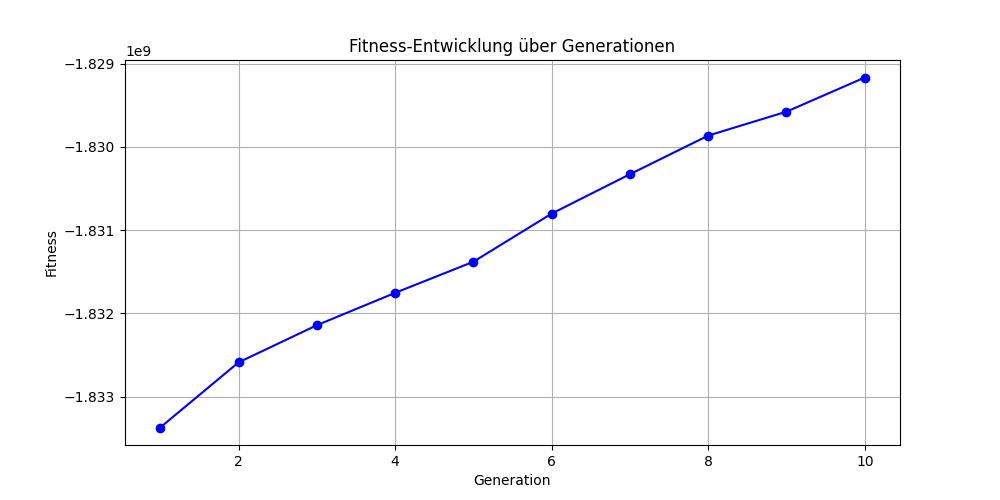 Fitness-Entwicklung über Generationen
1e9
−1.829
−1.830
−1.831
−1.832
−1.833
Fitness
2 4 6 8 10
Generation